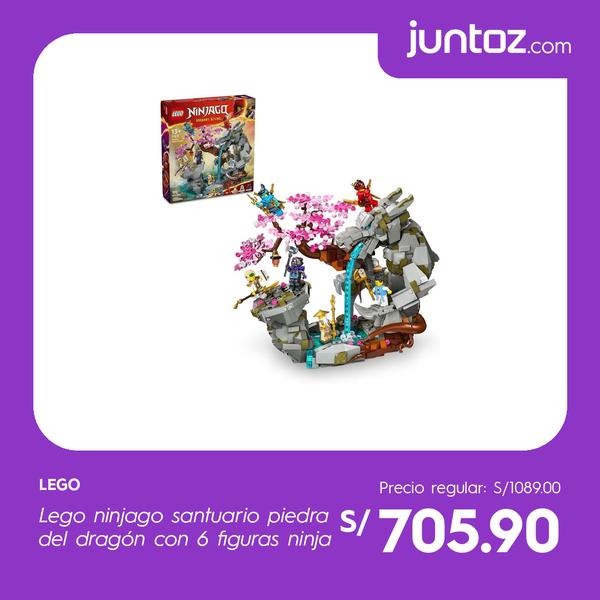 juntoz.com
LEGO
NINJAGO
13+
LEGO
Precio regular: S/1089.00
Lego ninjago santuario piedra
del dragón con 6 figuras ninja
S/ 705.90